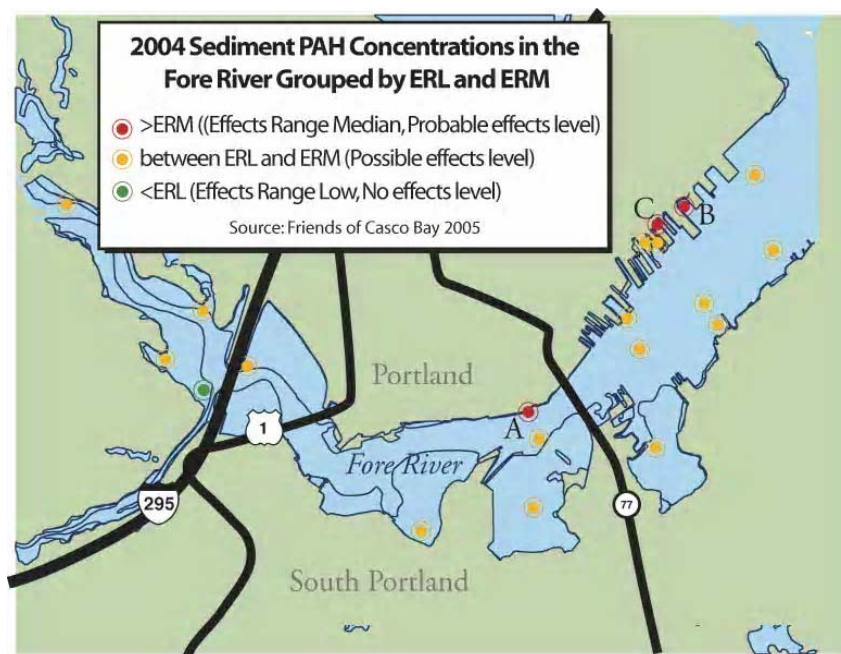 2004 Sediment PAH Concentrations in the
Fore River Grouped by ERL and ERM
>ERM ((Effects Range Median, Probable effects level)
between ERL and ERM (Possible effects level)
<ERL (Effects Range Low, No effects level)
Source: Friends of Casco Bay 2005
C
B
Portland
A
1
Fore River
295
77
South Portland